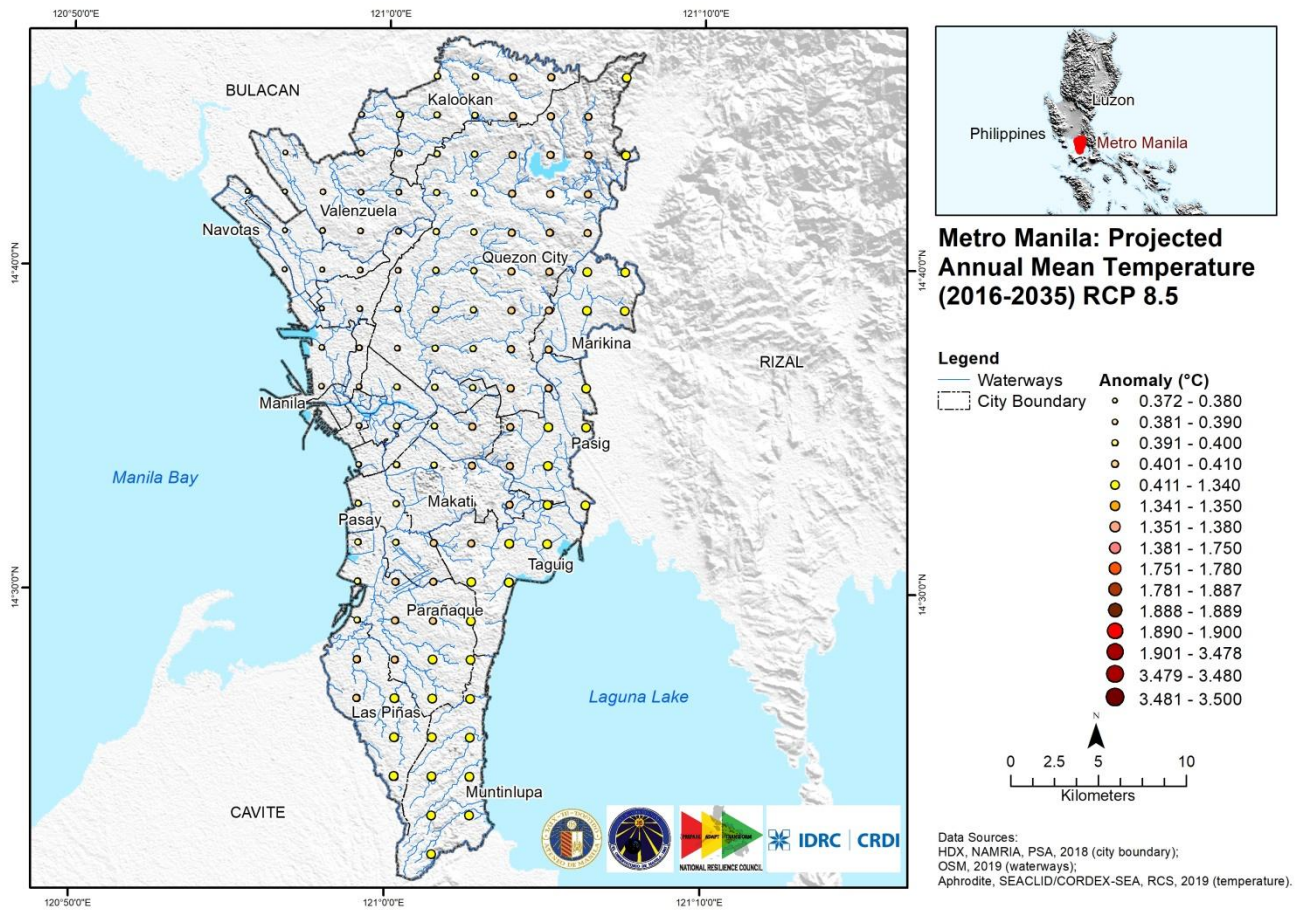 120°50'0"E
121°0'0"E
121°10'0"E
BULACAN
Kalookan
Valenzuela
Navotas
Quezon City
14°40'0"N
14°40'0"N
Marikina
RIZAL
Manila
Pasig
Manila Bay
Makati
Pasay
Taguig
14°30'0"N
14°30'0"N
Parañaque
Laguna Lake
Las Piñas
Muntinlupa
CAVITE
PREPARE ADAPT TRANSFORM
NATIONAL RESILIENCE COUNCIL
IDRC | CRDI
120°50'0"E
121°0'0"E
121°10'0"E
Luzon
Philippines
Metro Manila
Metro Manila: Projected
Annual Mean Temperature
(2016-2035) RCP 8.5
Legend
Waterways
City Boundary
Anomaly (°C)
0.372 - 0.380
0.381 - 0.390
0.391 - 0.400
0.401 - 0.410
0.411 - 1.340
1.341 - 1.350
1.351 - 1.380
1.381 - 1.750
1.751 - 1.780
1.781 - 1.887
1.888 - 1.889
1.890 - 1.900
1.901 - 3.478
3.479 - 3.480
3.481 - 3.500
N
0 2.5 5 10
Kilometers
Data Sources:
HDX, NAMRIA, PSA, 2018 (city boundary);
OSM, 2019 (waterways);
Aphrodite, SEACLID/CORDEX-SEA, RCS, 2019 (temperature).